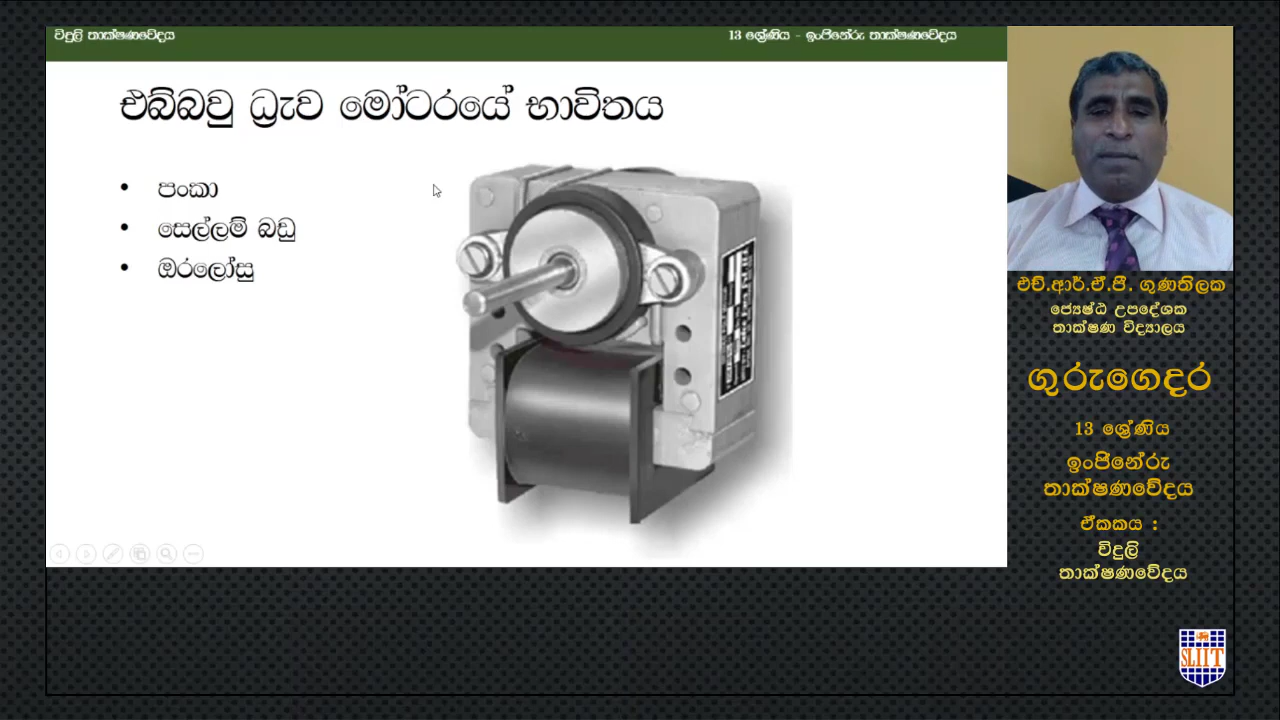 විදුලි තාක්ෂණවේදය
13 ශ්‍රේණිය - ඉංජිනේරු තාක්ෂණවේදය
එබ්බවූ ධ්‍රැව මෝටරයේ භාවිතය
• පංකා
• සෙල්ලම් බඩු
• ඔරලෝසු
එච්.ආර්.ඒ.පී. ගුණතිලක
ජ්‍යෙෂ්ඨ උපදේශක
තාක්ෂණ විද්‍යාලය
ගුරුගෙදර
13 ශ්‍රේණිය
ඉංජිනේරු
තාක්ෂණවේදය
ඒකකය :
විදුලි
තාක්ෂණවේදය
SLIIT